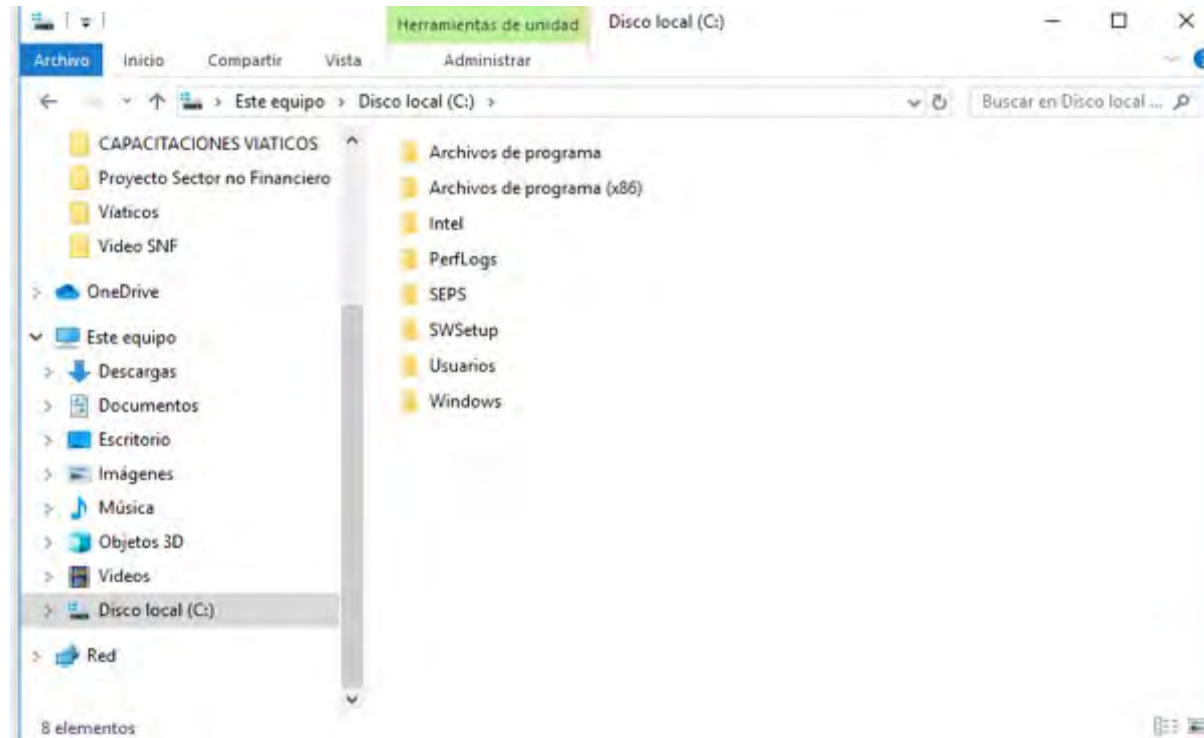 Herramientas de unidad Disco local (C:)
Archivo Inicio Compartir Vista Administrar
Este equipo > Disco local (C:) > Buscar en Disco local ...
CAPACITACIONES VIATICOS
Proyecto Sector no Financiero
Víaticos
Video SNF
OneDrive
Este equipo
Descargas
Documentos
Escritorio
Imágenes
Música
Objetos 3D
Videos
Disco local (C:)
Red
Archivos de programa
Archivos de programa (x86)
Intel
PerfLogs
SEPS
SWSetup
Usuarios
Windows
8 elementos